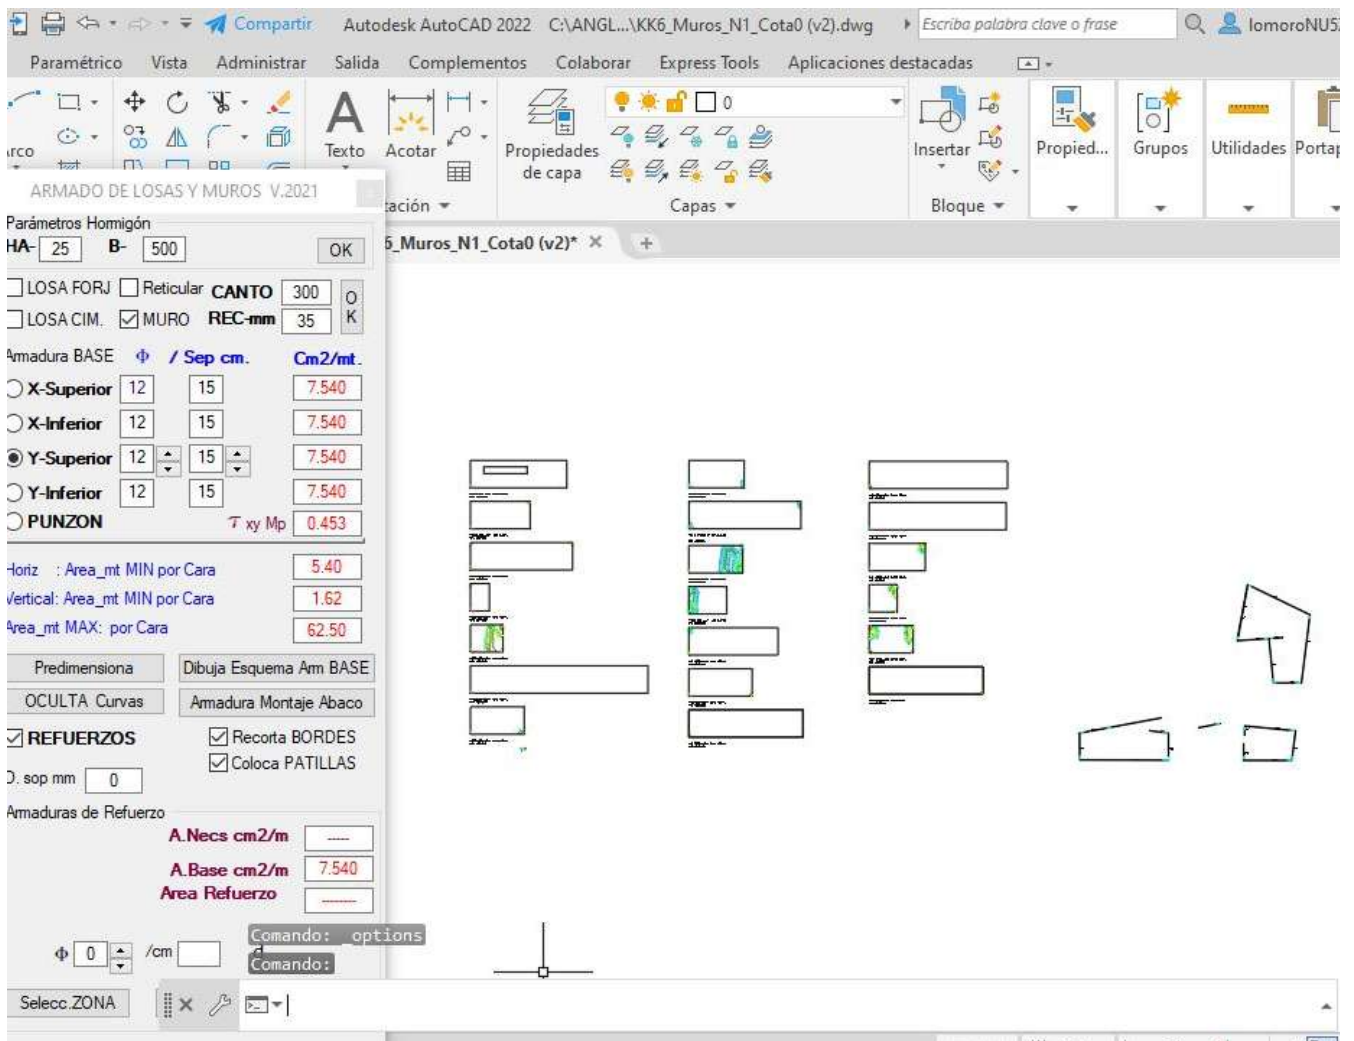 Compartir Autodesk AutoCAD 2022 C:\ANGL...\KK6_Muros_N1_Cota0 (v2).dwg Escriba palabra clave o frase
Paramétrico Vista Administrar Salida Complementos Colaborar Express Tools Aplicaciones destacadas
0
Texto Acotar Propiedades de capa Insertar Propied... Grupos Utilidades
Capas Bloque
ARMADO DE LOSAS Y MUROS V.2021
Parámetros Hormigón
HA- 25 B- 500 OK
LOSA FORJ Reticular CANTO 300 OK
LOSA CIM. MURO REC-mm 35
Armadura BASE Φ / Sep cm. Cm2/mt.
X-Superior 12 15 7.540
X-Inferior 12 15 7.540
Y-Superior 12 15 7.540
Y-Inferior 12 15 7.540
PUNZON τ xy Mp 0.453
Horiz : Area_mt MIN por Cara 5.40
Vertical: Area_mt MIN por Cara 1.62
Area_mt MAX: por Cara 62.50
Predimensiona Dibuja Esquema Arm BASE
OCULTA Curvas Armadura Montaje Abaco
REFUERZOS Recorta BORDES
Coloca PATILLAS
D. sop mm 0
Armaduras de Refuerzo
A.Necs cm2/m -----
A.Base cm2/m 7.540
Area Refuerzo --------
Φ 0 /cm
Selecc.ZONA
6_Muros_N1_Cota0 (v2)*
Comando: _options
Comando: